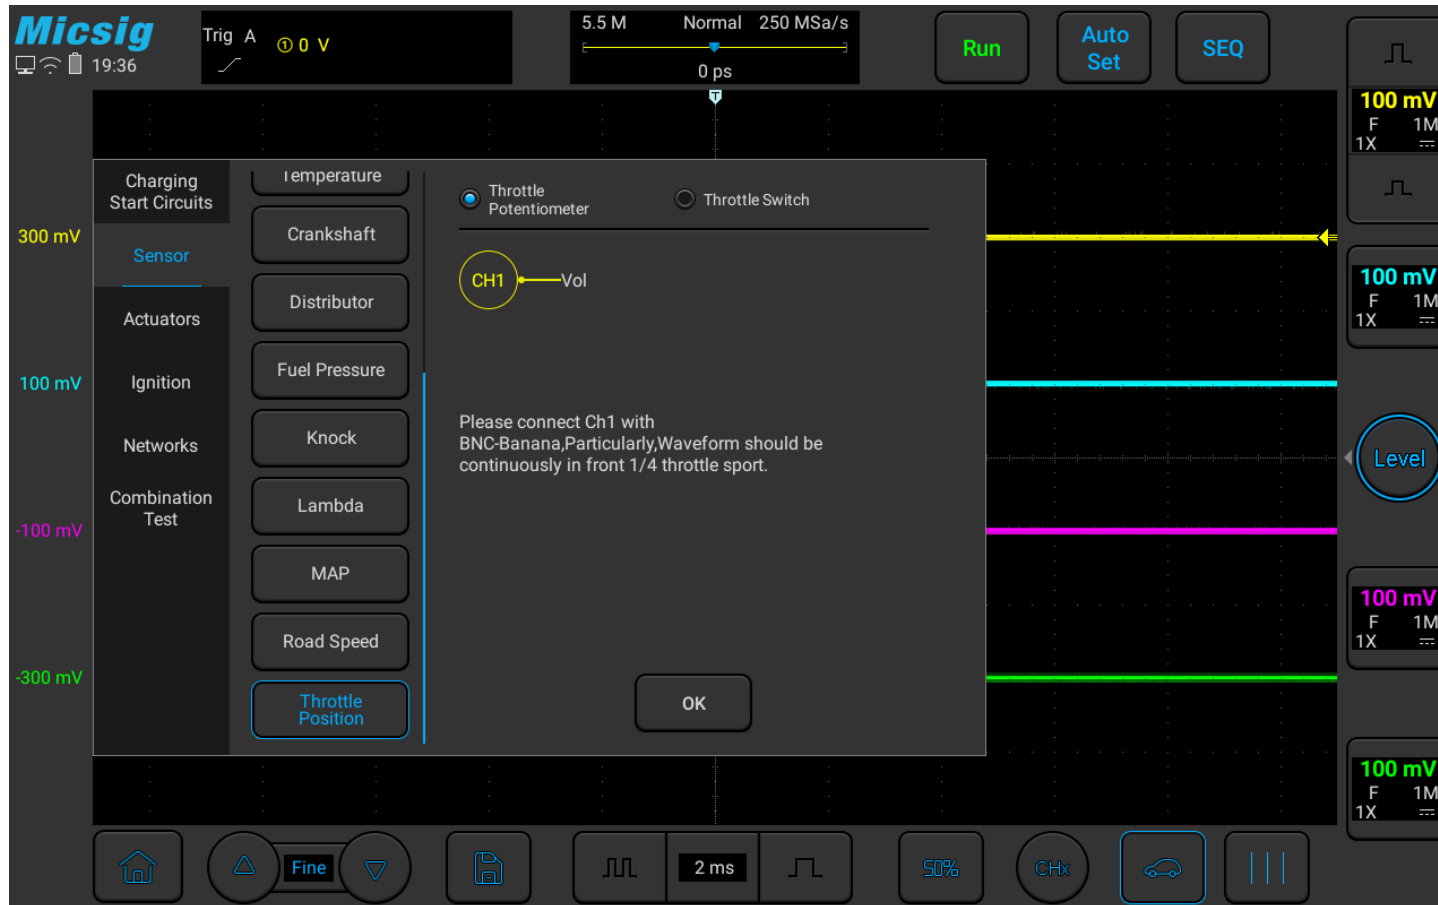 Micsig
19:36
Trig A ① 0 V
5.5 M Normal 250 MSa/s
0 ps
Run
Auto
Set
SEQ
T
100 mV
F 1M
1X
300 mV
100 mV
-100 mV
-300 mV
Charging
Start Circuits
Sensor
Actuators
Ignition
Networks
Combination
Test
Temperature
Crankshaft
Distributor
Fuel Pressure
Knock
Lambda
MAP
Road Speed
Throttle
Position
Throttle
Potentiometer
Throttle Switch
CH1 Vol
Please connect Ch1 with
BNC-Banana,Particularly,Waveform should be
continuously in front 1/4 throttle sport.
OK
100 mV
F 1M
1X
Level
100 mV
F 1M
1X
100 mV
F 1M
1X
Fine
2 ms
50%
CHx